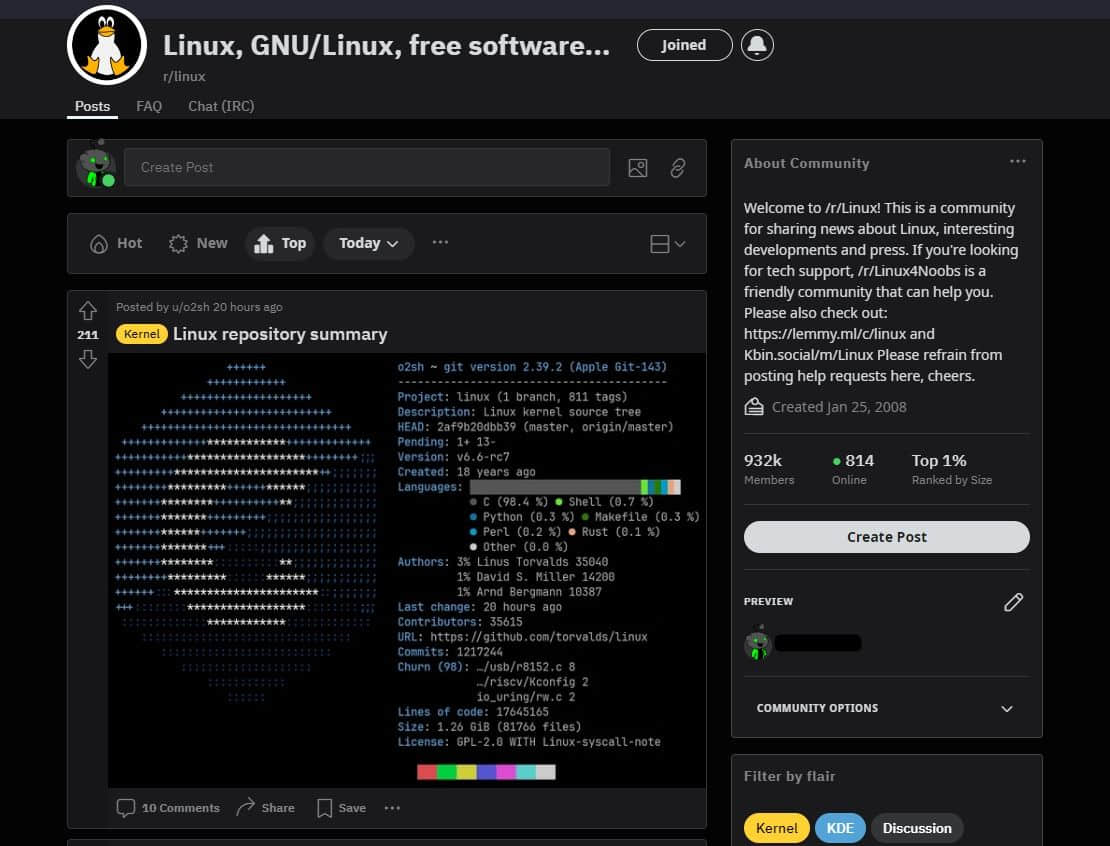 Linux, GNU/Linux, free software...
Joined
r/linux
Posts FAQ Chat (IRC)
Create Post
Hot New Top Today
Posted by u/o2sh 20 hours ago
211
Kernel Linux repository summary
o2sh ~ git version 2.39.2 (Apple Git-143)
-----------------------------------------
Project: linux (1 branch, 811 tags)
Description: Linux kernel source tree
HEAD: 2af9b20dbb39 (master, origin/master)
Pending: 1+ 13-
Version: v6.6-rc7
Created: 18 years ago
Languages:
C (98.4 %) Shell (0.7 %)
Python (0.3 %) Makefile (0.3 %)
Perl (0.2 %) Rust (0.1 %)
Other (0.0 %)
Authors: 3% Linus Torvalds 35040
1% David S. Miller 14200
1% Arnd Bergmann 10387
Last change: 20 hours ago
Contributors: 35615
URL: https://github.com/torvalds/linux
Commits: 1217244
Churn (98): …/usb/r8152.c 8
…/riscv/Kconfig 2
io_uring/rw.c 2
Lines of code: 17645165
Size: 1.26 GiB (81766 files)
License: GPL-2.0 WITH Linux-syscall-note
10 Comments Share Save
About Community
Welcome to /r/Linux! This is a community
for sharing news about Linux, interesting
developments and press. If you're looking
for tech support, /r/Linux4Noobs is a
friendly community that can help you.
Please also check out:
https://lemmy.ml/c/linux and
Kbin.social/m/Linux Please refrain from
posting help requests here, cheers.
Created Jan 25, 2008
932k 814 Top 1%
Members Online Ranked by Size
Create Post
PREVIEW
COMMUNITY OPTIONS
Filter by flair
Kernel KDE Discussion